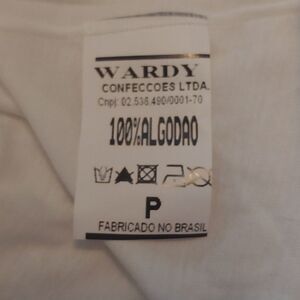 WARDY
CONFECCOES LTDA.
Cnpj: 02.536.490/0001-70
100%ALGODAO
P
FABRICADO NO BRASIL